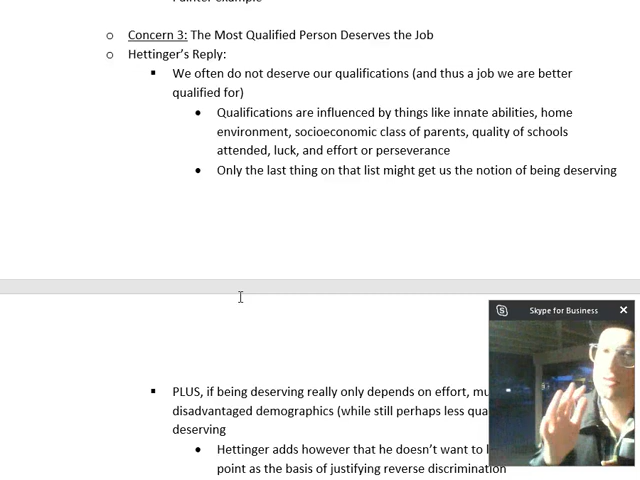 Concern 3: The Most Qualified Person Deserves the Job
Hettinger's Reply:
We often do not deserve our qualifications (and thus a job we are better
qualified for)
Qualifications are influenced by things like innate abilities, home
environment, socioeconomic class of parents, quality of schools
attended, luck, and effort or perseverance
Only the last thing on that list might get us the notion of being deserving
Skype for Business
PLUS, if being deserving really only depends on effort,
disadvantaged demographics (while still perhaps less
deserving
Hettinger adds however that he doesn't want to
point as the basis of justifying reverse discrimination